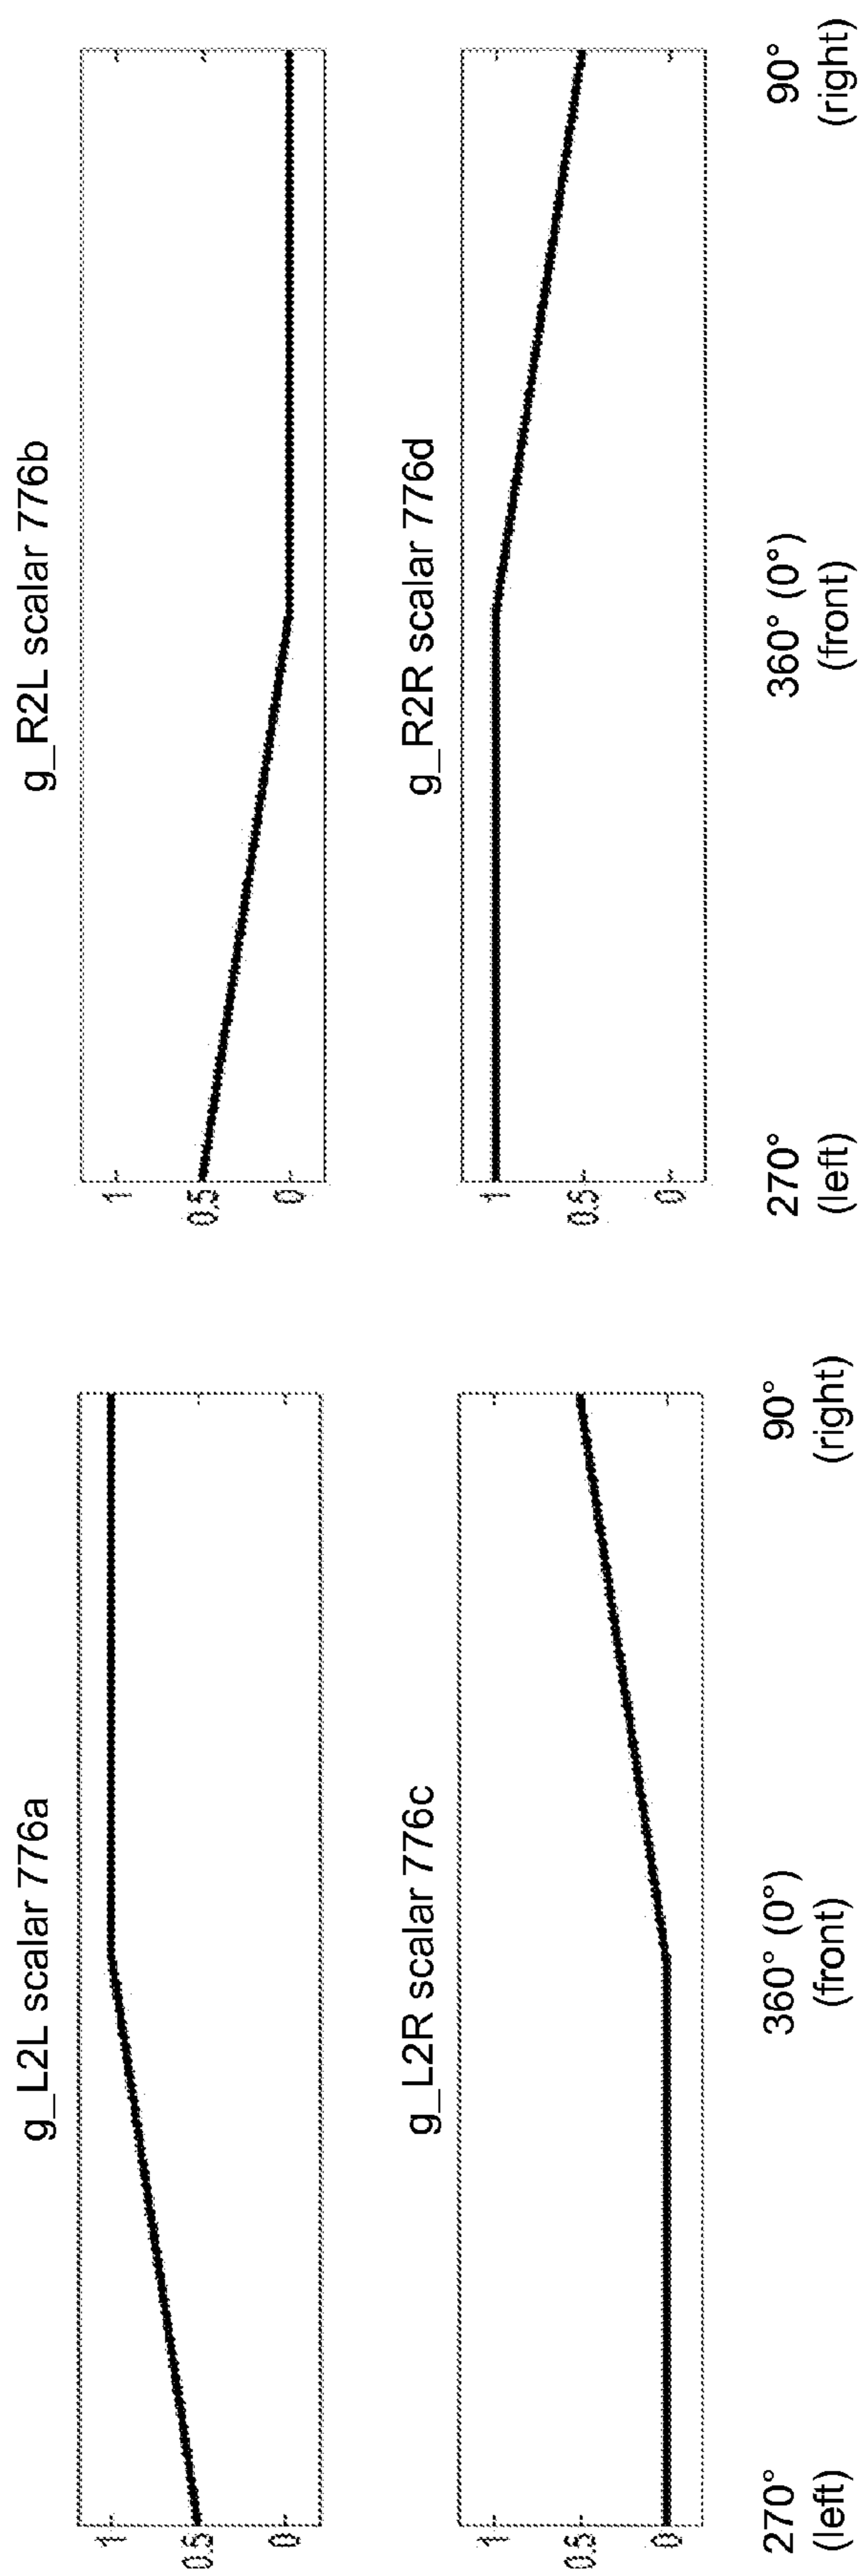 g_L2L scalar 776a
1
0.5
0
g_R2L scalar 776b
1
0.5
0
g_L2R scalar 776c
1
0.5
0
g_R2R scalar 776d
1
0.5
0
270° 360° (0°) 90°
(left) (front) (right)
270° 360° (0°) 90°
(left) (front) (right)